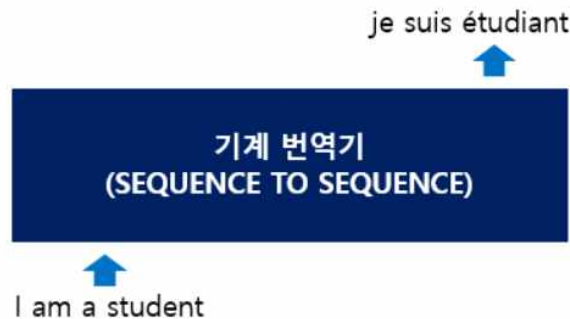 je suis étudiant
기계 번역기
(SEQUENCE TO SEQUENCE)
I am a student